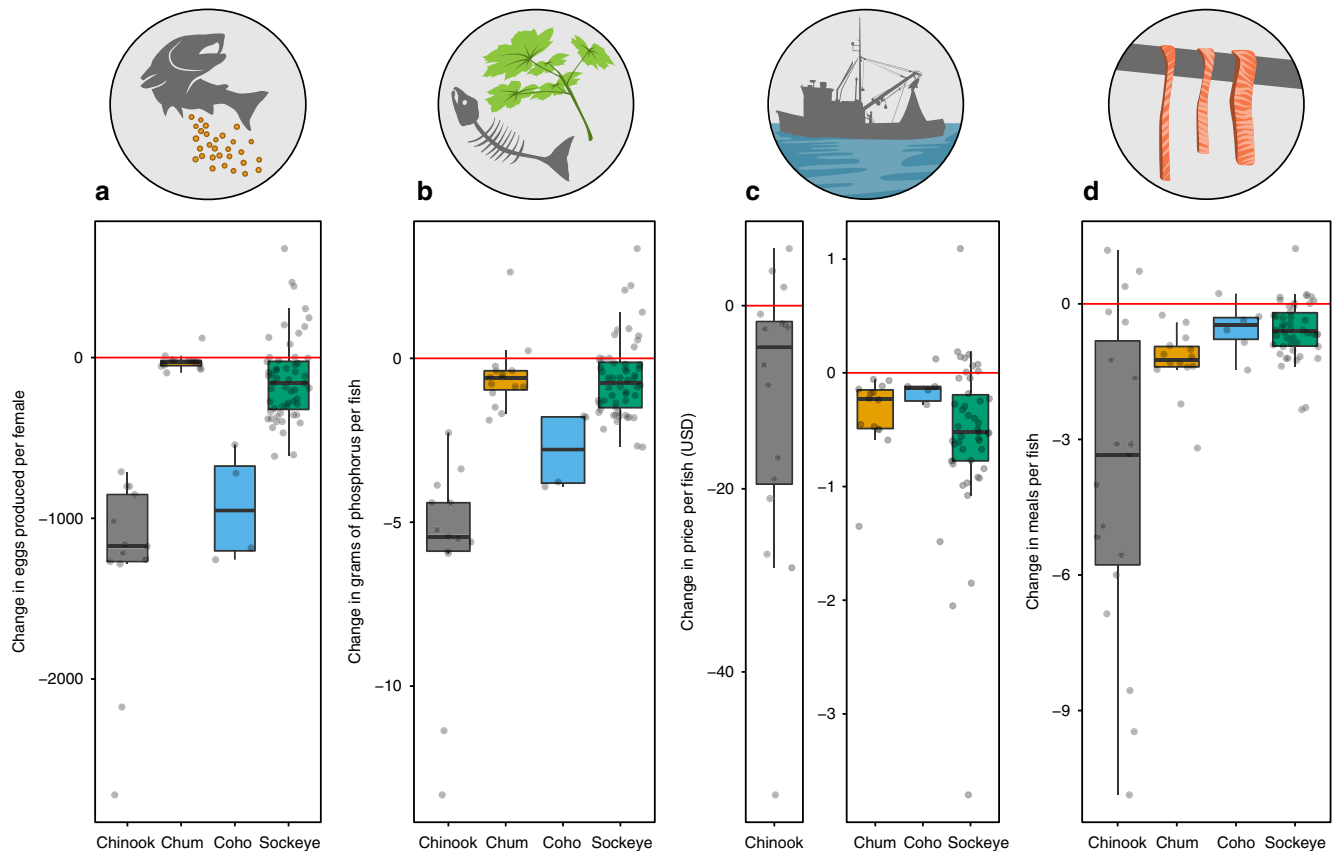 a
b
c
d
Change in eggs produced per female
0
−1000
−2000
Chinook Chum Coho Sockeye
Change in grams of phosphorus per fish
0
−5
−10
Chinook Chum Coho Sockeye
Change in price per fish (USD)
0
−20
−40
Chinook
1
0
−1
−2
−3
Chum Coho Sockeye
Change in meals per fish
0
−3
−6
−9
Chinook Chum Coho Sockeye